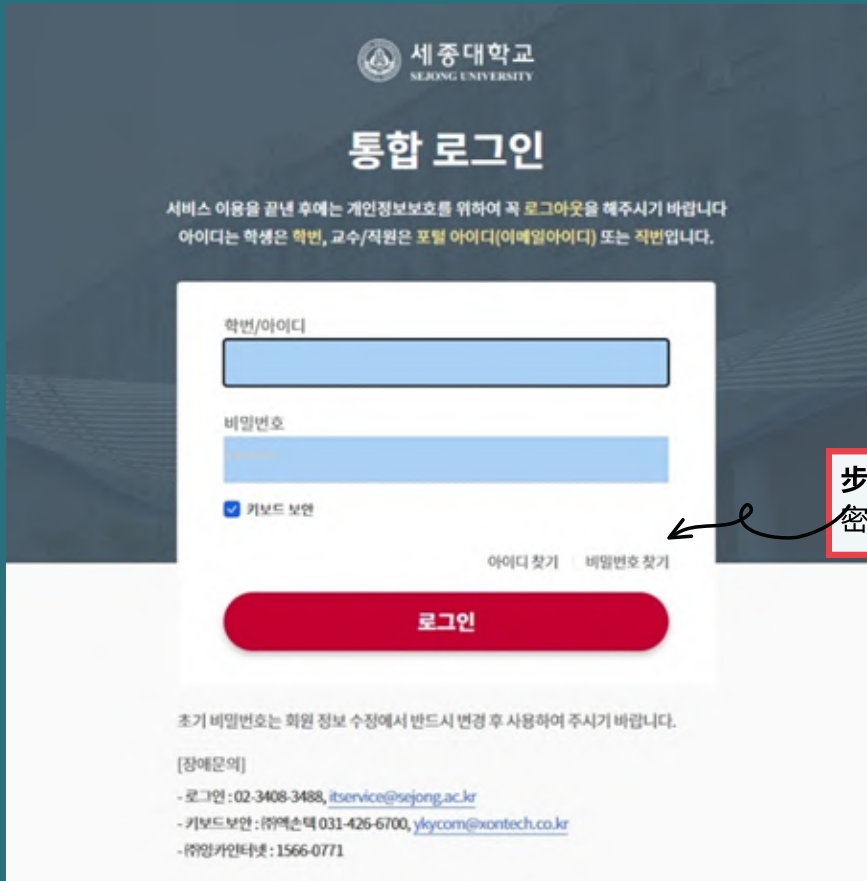 세종대학교
SEJONG UNIVERSITY
통합 로그인
서비스 이용을 끝낸 후에는 개인정보보호를 위하여 꼭 로그아웃을 해주시기 바랍니다
아이디는 학생은 학번, 교수/직원은 포털 아이디(이메일아이디) 또는 직번입니다.
학번/아이디
비밀번호
키보드 보안
步
密
아이디 찾기
비밀번호 찾기
로그인
초기 비밀번호는 회원 정보 수정에서 반드시 변경 후 사용하여 주시기 바랍니다.
[장애문의]
- 로그인 : 02-3408-3488, itservice@sejong.ac.kr
- 키보드보안 : ㈜엑손텍 031-426-6700, ykycom@xontech.co.kr
- ㈜잉카인터넷 : 1566-0771